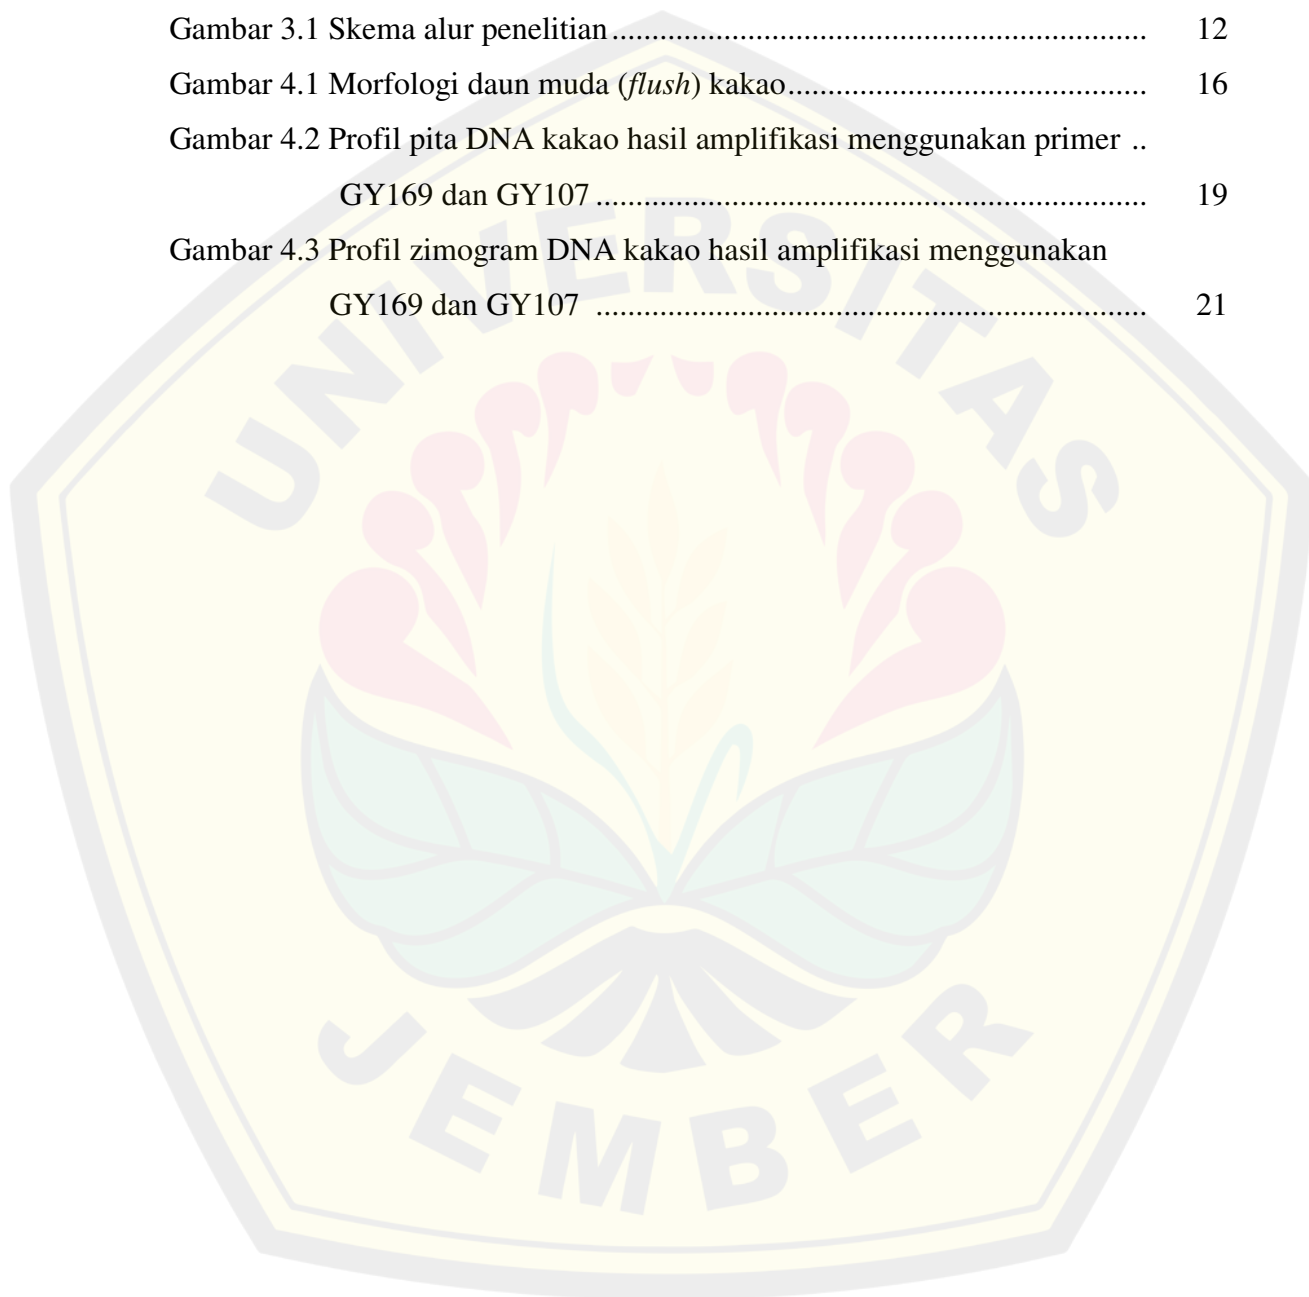 Gambar 3.1 Skema alur penelitian.................................................................... 12
Gambar 4.1 Morfologi daun muda (flush) kakao............................................. 16
Gambar 4.2 Profil pita DNA kakao hasil amplifikasi menggunakan primer ..
GY169 dan GY107 ...................................................................... 19
Gambar 4.3 Profil zimogram DNA kakao hasil amplifikasi menggunakan
GY169 dan GY107 ...................................................................... 21
UNIVERSITAS
JEMBER